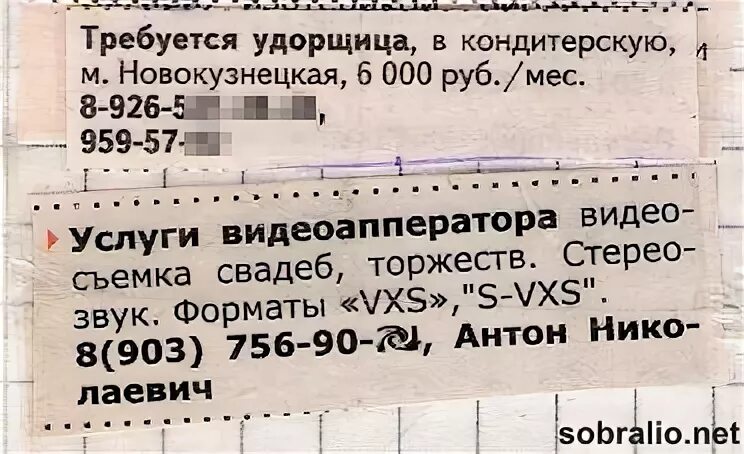 Требуется удорщица, в кондитерскую,
м. Новокузнецкая, 6 000 руб./мес.
8-926-5
959-57-
Услуги видеоапператора видео-
съемка свадеб, торжеств. Стерео-
звук. Форматы «VXS»,"S-VXS".
8(903) 756-90- , Антон Нико-
лаевич
sobralio.net